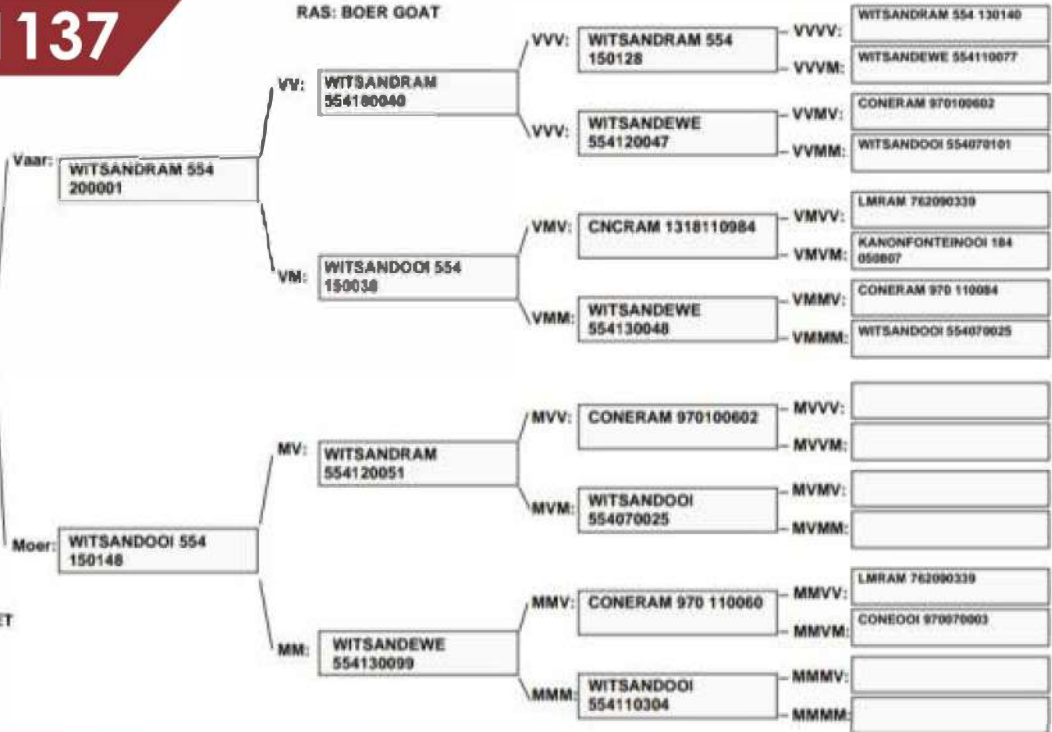 1137
RAS: BOER GOAT
Vaar:
WITSANDRAM 554
200001
VV:
WITSANDRAM
554180040
VM:
WITSANDOOI 554
150038
VVV:
WITSANDRAM 554
150128
VVV:
WITSANDEWE
554120047
VMV:
CNCRAM 1318110984
VMM:
WITSANDEWE
554130048
VVVV:
WITSANDRAM 554 130140
VVVM:
WITSANDEWE 554110077
VVMV:
CONERAM 970100602
VVMM:
WITSANDOOI 554070101
VMVV:
LMRAM 762090339
VMVM:
KANONFONTEINOOI 184
050807
VMMV:
CONERAM 970 110084
VMMM:
WITSANDOOI 554070025
Moer:
WITSANDOOI 554
150148
MV:
WITSANDRAM
554120051
MM:
WITSANDEWE
554130099
MVV:
CONERAM 970100602
MVM:
WITSANDOOI
554070025
MMV:
CONERAM 970 110060
MMM:
WITSANDOOI
554110304
MVVV:
MVVM:
MVMV:
MVMM:
MMVV:
LMRAM 762090339
MMVM:
CONEOOI 970070003
MMMV:
MMMM:
ET